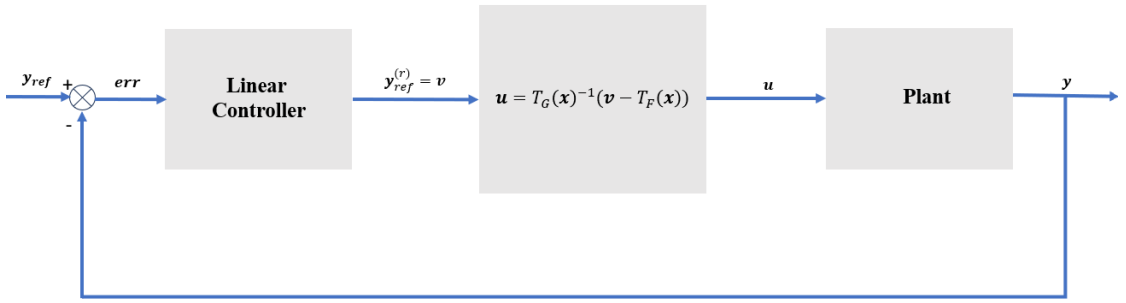 y_ref
+
-
err
Linear
Controller
y_ref^(r) = v
u = T_G(x)^−1(v − T_F(x))
u
Plant
y